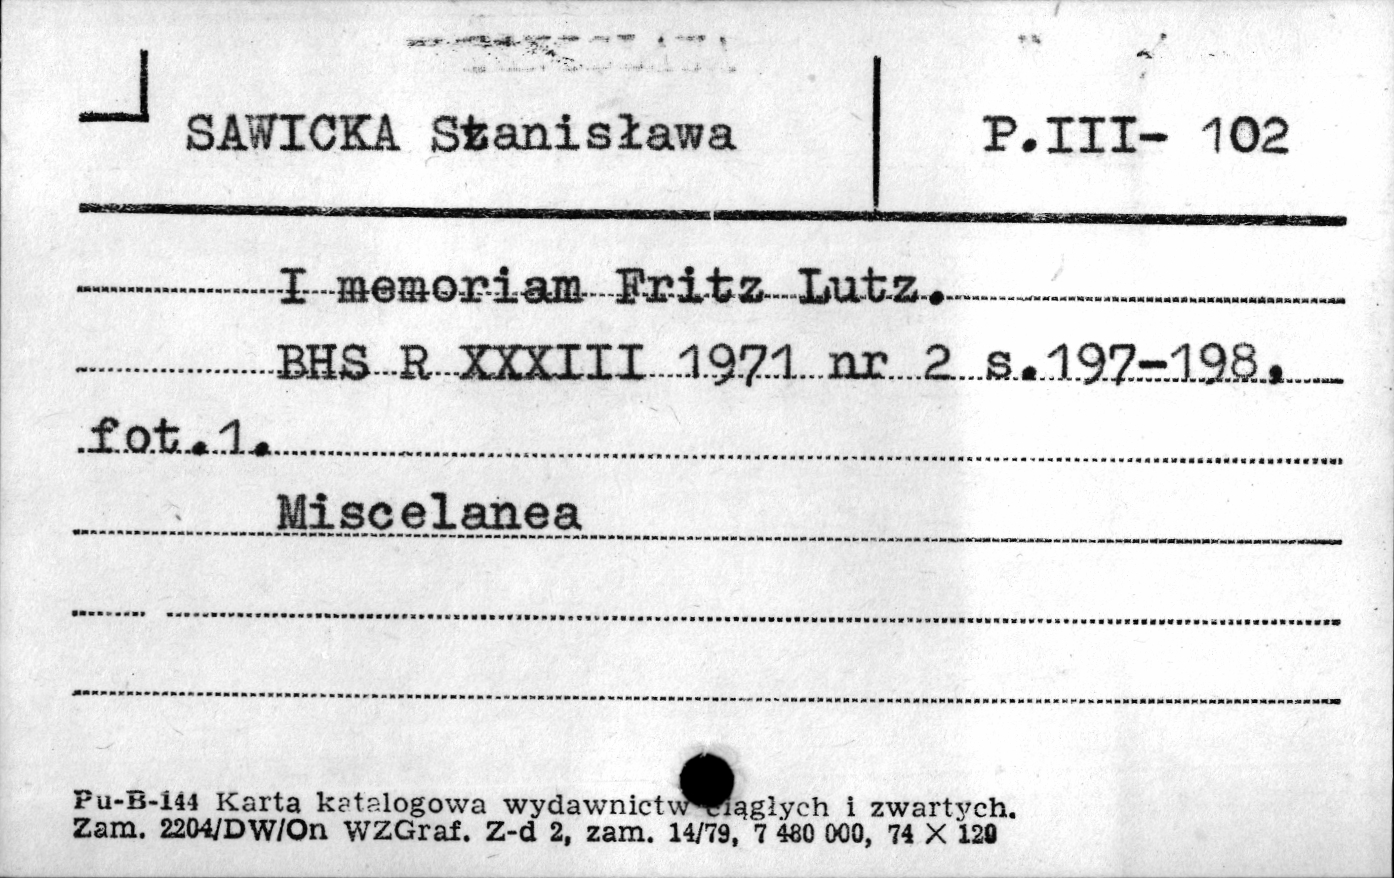 SAWICKA Stanisława
P.III- 102
I memoriam Fritz Lutz.
BHS R XXXIII 1971 nr 2 s.197-198,
fot.1.
Miscelanea
Pu-B-144 Karta katalogowa wydawnictw ciągłych i zwartych.
Zam. 2204/DW/On WZGraf. Z-d 2, zam. 14/79, 7 480 000, 74 X 120